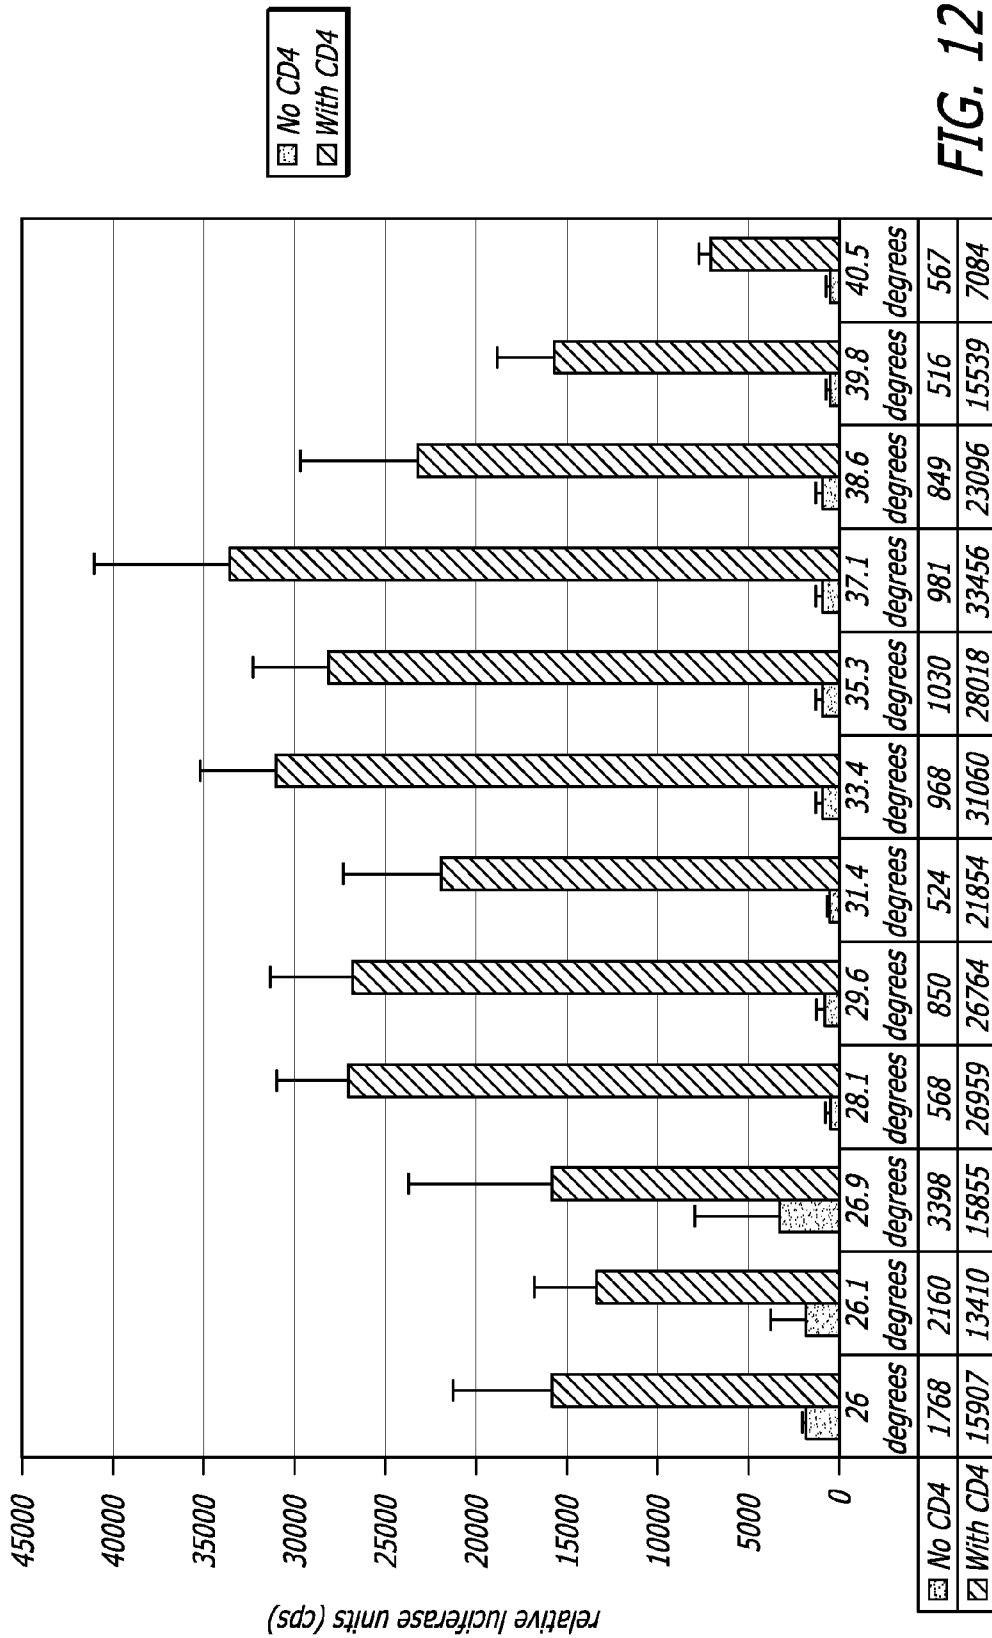 relative luciferase units (cps)
45000
40000
35000
30000
25000
20000
15000
10000
5000
0
26 degrees
26.1 degrees
26.9 degrees
28.1 degrees
29.6 degrees
31.4 degrees
33.4 degrees
35.3 degrees
37.1 degrees
38.6 degrees
39.8 degrees
40.5 degrees
No CD4 1768 2160 3398 568 850 524 968 1030 981 849 516 567
With CD4 15907 13410 15855 26959 26764 21854 31060 28018 33456 23096 15539 7084
No CD4
With CD4
FIG. 12